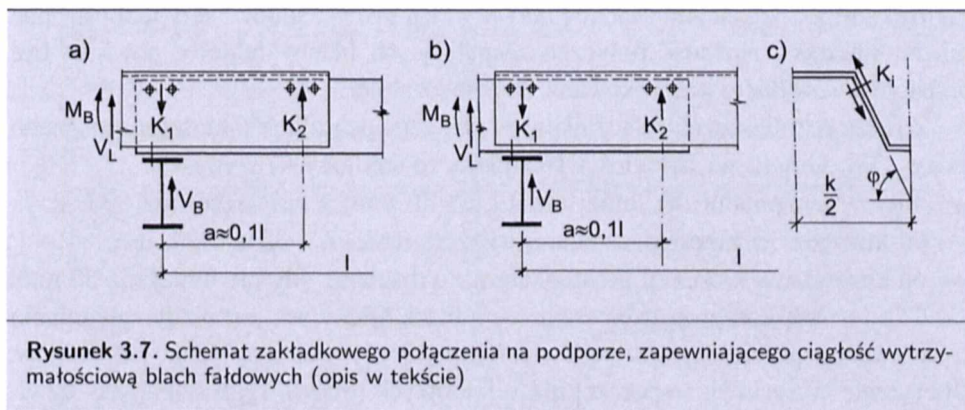 a)
b)
c)
M_B
V_L
K_1
K_2
V_B
a≈0,1l
l
M_B
V_L
K_1
K_2
V_B
a≈0,1l
l
K_1
φ
k/2
Rysunek 3.7. Schemat zakładkowego połączenia na podporze, zapewniającego ciągłość wytrzy-
małościową blach fałdowych (opis w tekście)